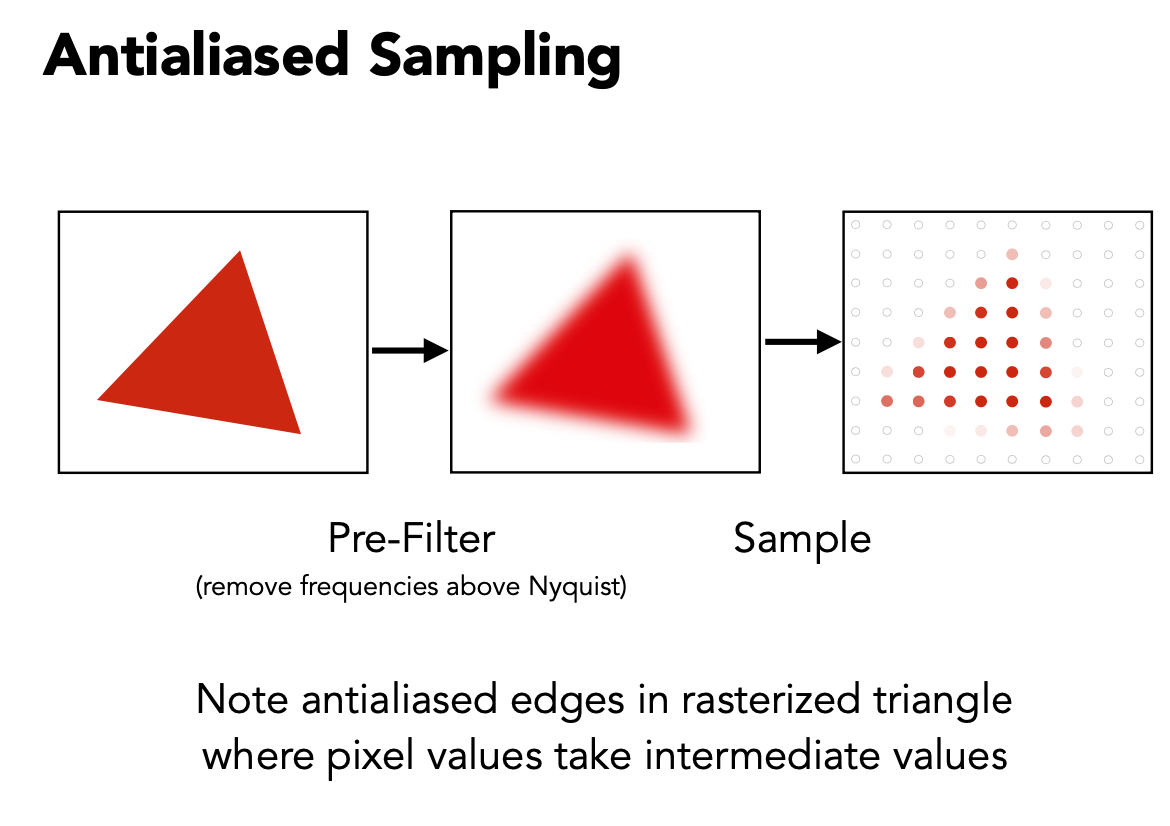 Antialiased Sampling
Pre-Filter
Sample
(remove frequencies above Nyquist)
Note antialiased edges in rasterized triangle
where pixel values take intermediate values